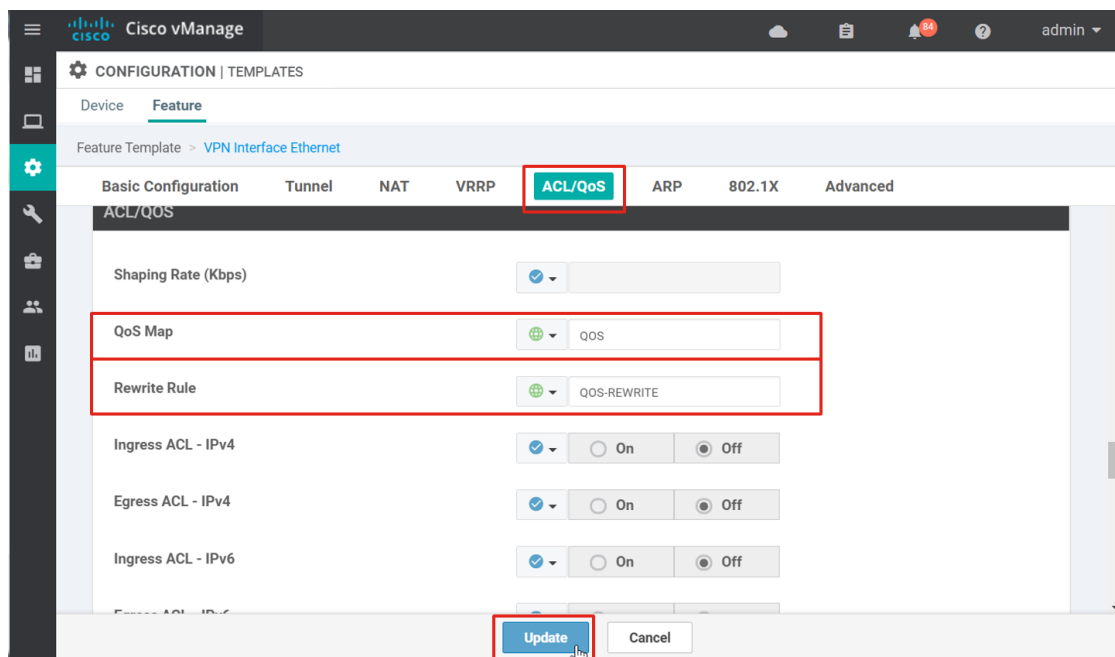 CISCO Cisco vManage 84 admin
CONFIGURATION | TEMPLATES
Device Feature
Feature Template > VPN Interface Ethernet
Basic Configuration Tunnel NAT VRRP ACL/QoS ARP 802.1X Advanced
ACL/QOS
Shaping Rate (Kbps)
QoS Map QOS
Rewrite Rule QOS-REWRITE
Ingress ACL - IPv4 On Off
Egress ACL - IPv4 On Off
Ingress ACL - IPv6 On Off
Update Cancel